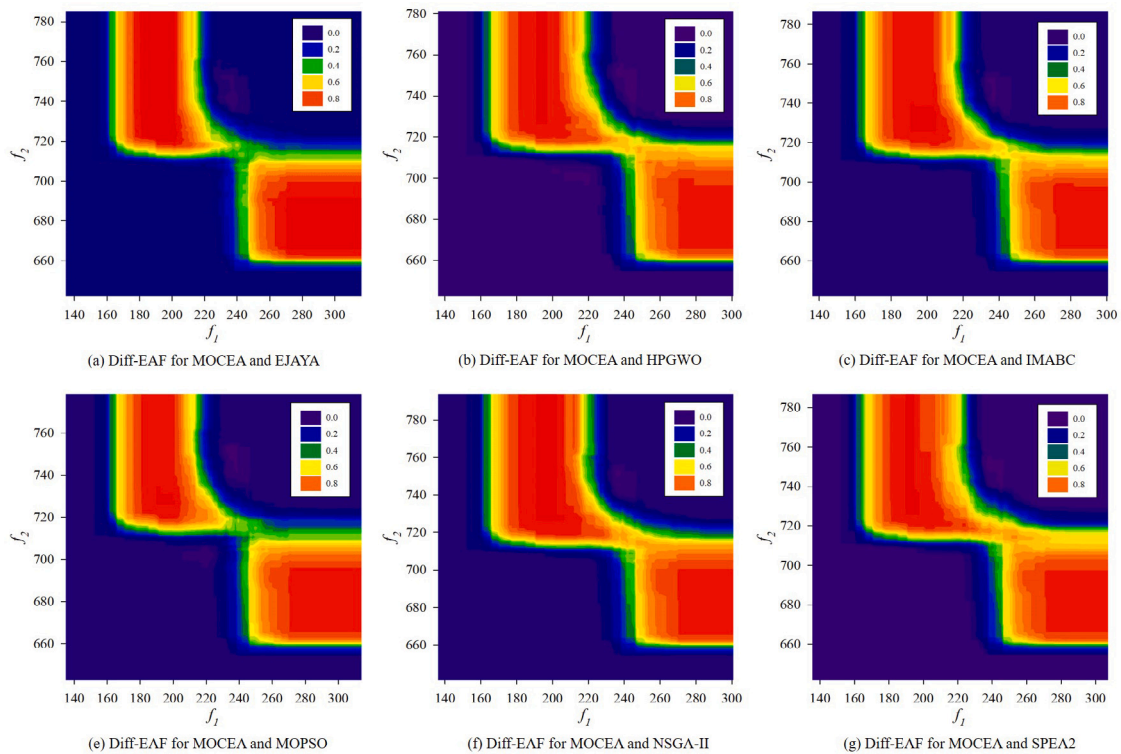 780
760
740
720
700
680
660
f2
0.0
0.2
0.4
0.6
0.8
140 160 180 200 220 240 260 280 300
f1
(a) Diff-EAF for MOCEA and EJAYA
780
760
740
720
700
680
660
f2
0.0
0.2
0.4
0.6
0.8
140 160 180 200 220 240 260 280 300
f1
(b) Diff-EAF for MOCEA and HPGWO
780
760
740
720
700
680
660
f2
0.0
0.2
0.4
0.6
0.8
140 160 180 200 220 240 260 280 300
f1
(c) Diff-EAF for MOCEA and IMABC
760
740
720
700
680
660
f2
0.0
0.2
0.4
0.6
0.8
140 160 180 200 220 240 260 280 300
f1
(e) Diff-EAF for MOCEA and MOPSO
780
760
740
720
700
680
660
f2
0.0
0.2
0.4
0.6
0.8
140 160 180 200 220 240 260 280 300
f1
(f) Diff-EAF for MOCEA and NSGA-II
780
760
740
720
700
680
660
f2
0.0
0.2
0.4
0.6
0.8
140 160 180 200 220 240 260 280 300
f1
(g) Diff-EAF for MOCEA and SPEA2